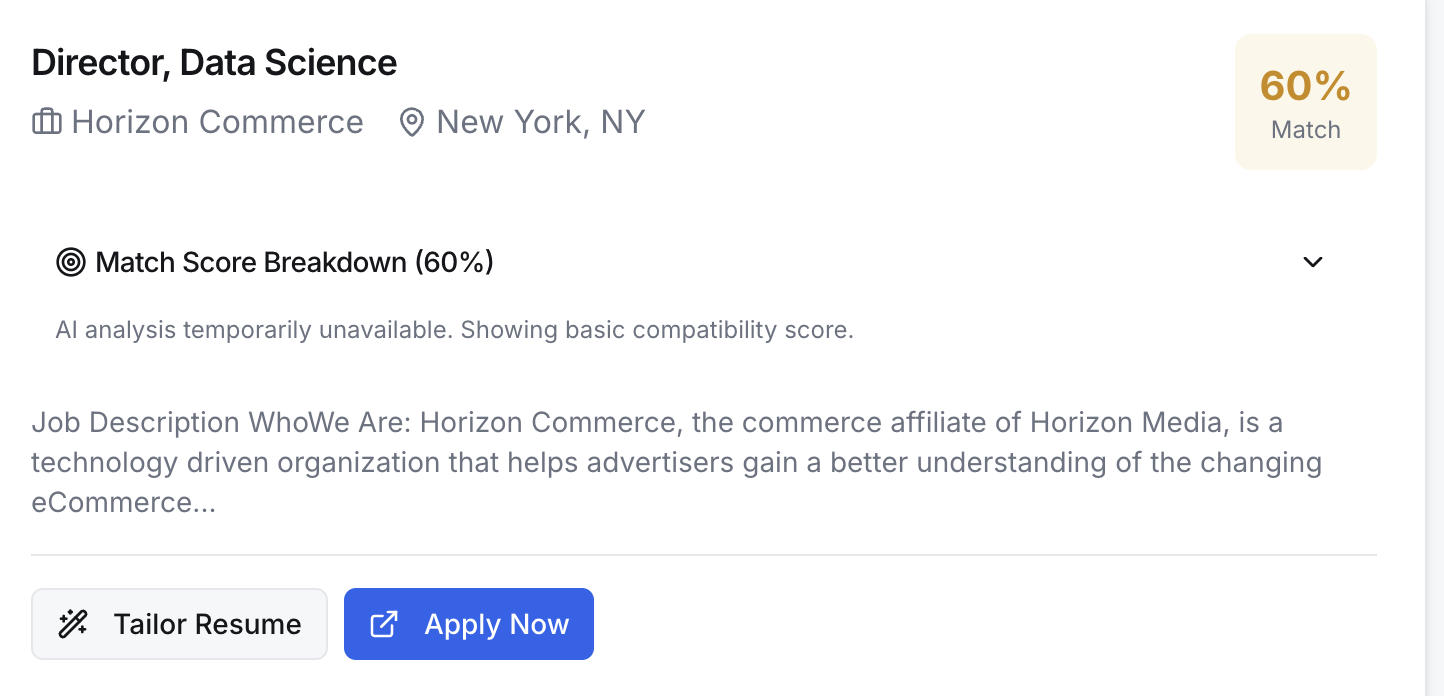 Director, Data Science
Horizon Commerce New York, NY
60%
Match
Match Score Breakdown (60%)
AI analysis temporarily unavailable. Showing basic compatibility score.
Job Description WhoWe Are: Horizon Commerce, the commerce affiliate of Horizon Media, is a
technology driven organization that helps advertisers gain a better understanding of the changing
eCommerce...
Tailor Resume
Apply Now